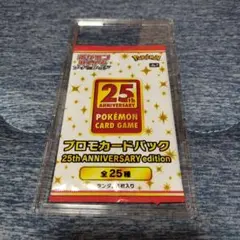 Pokémon
25th
ANNIVERSARY
POKÉMON
CARD GAME
プロモカードパック
25th ANNIVERSARY edition
全25種